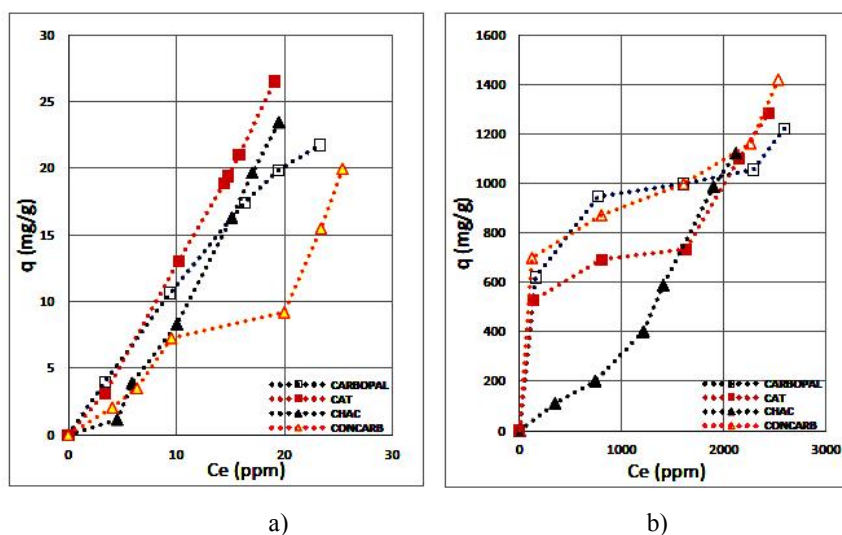 30
25
20
15
10
5
0
q (mg/g)
0 10 20 30
Ce (ppm)
CARBOPAL
CAT
CHAC
CONCARB
a)
1600
1400
1200
1000
800
600
400
200
0
q (mg/g)
0 1000 2000 3000
Ce (ppm)
CARBOPAL
CAT
CHAC
CONCARB
b)